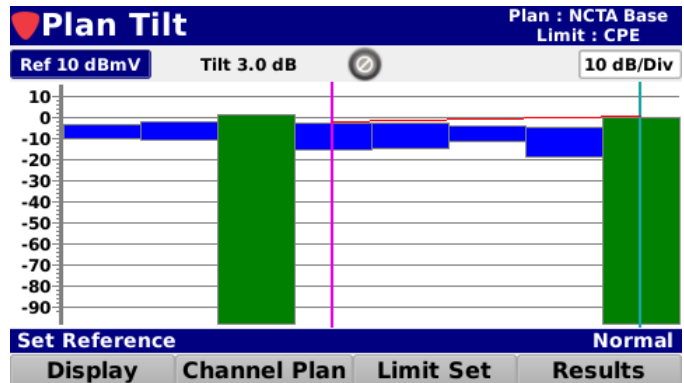 Plan Tilt
Plan : NCTA Base
Limit : CPE
Ref 10 dBmV
Tilt 3.0 dB
10 dB/Div
10
0
-10
-20
-30
-40
-50
-60
-70
-80
-90
Set Reference
Normal
Display
Channel Plan
Limit Set
Results